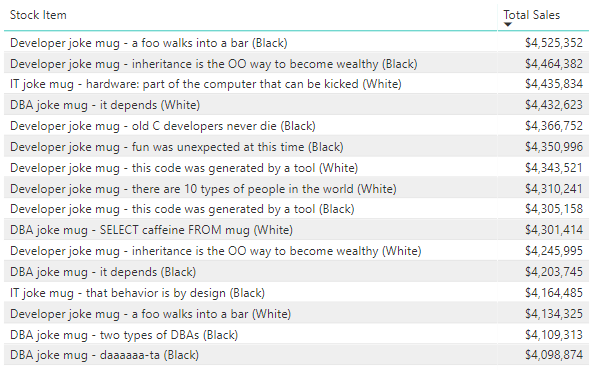 Stock Item Total Sales
Developer joke mug - a foo walks into a bar (Black) $4,525,352
Developer joke mug - inheritance is the OO way to become wealthy (Black) $4,464,382
IT joke mug - hardware: part of the computer that can be kicked (White) $4,435,834
DBA joke mug - it depends (White) $4,432,623
Developer joke mug - old C developers never die (Black) $4,366,752
Developer joke mug - fun was unexpected at this time (Black) $4,350,996
Developer joke mug - this code was generated by a tool (White) $4,343,521
Developer joke mug - there are 10 types of people in the world (White) $4,310,241
Developer joke mug - this code was generated by a tool (Black) $4,305,158
DBA joke mug - SELECT caffeine FROM mug (White) $4,301,414
Developer joke mug - inheritance is the OO way to become wealthy (White) $4,245,995
DBA joke mug - it depends (Black) $4,203,745
IT joke mug - that behavior is by design (Black) $4,164,485
Developer joke mug - a foo walks into a bar (White) $4,134,325
DBA joke mug - two types of DBAs (Black) $4,109,313
DBA joke mug - daaaaaa-ta (Black) $4,098,874